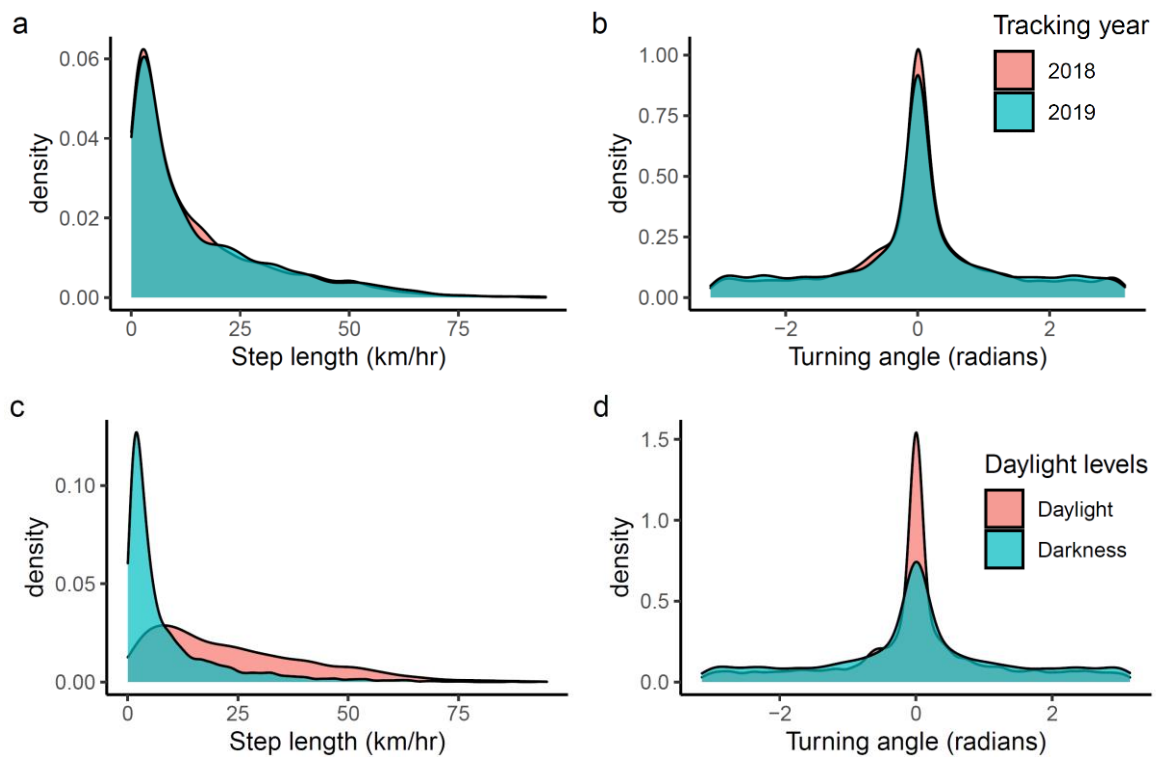 a
density
0.06
0.04
0.02
0.00
0
25
50
75
Step length (km/hr)
b
density
1.00
0.75
0.50
0.25
0.00
−2
0
2
Turning angle (radians)
Tracking year
2018
2019
c
density
0.10
0.05
0.00
0
25
50
75
Step length (km/hr)
d
density
1.5
1.0
0.5
0.0
−2
0
2
Turning angle (radians)
Daylight levels
Daylight
Darkness